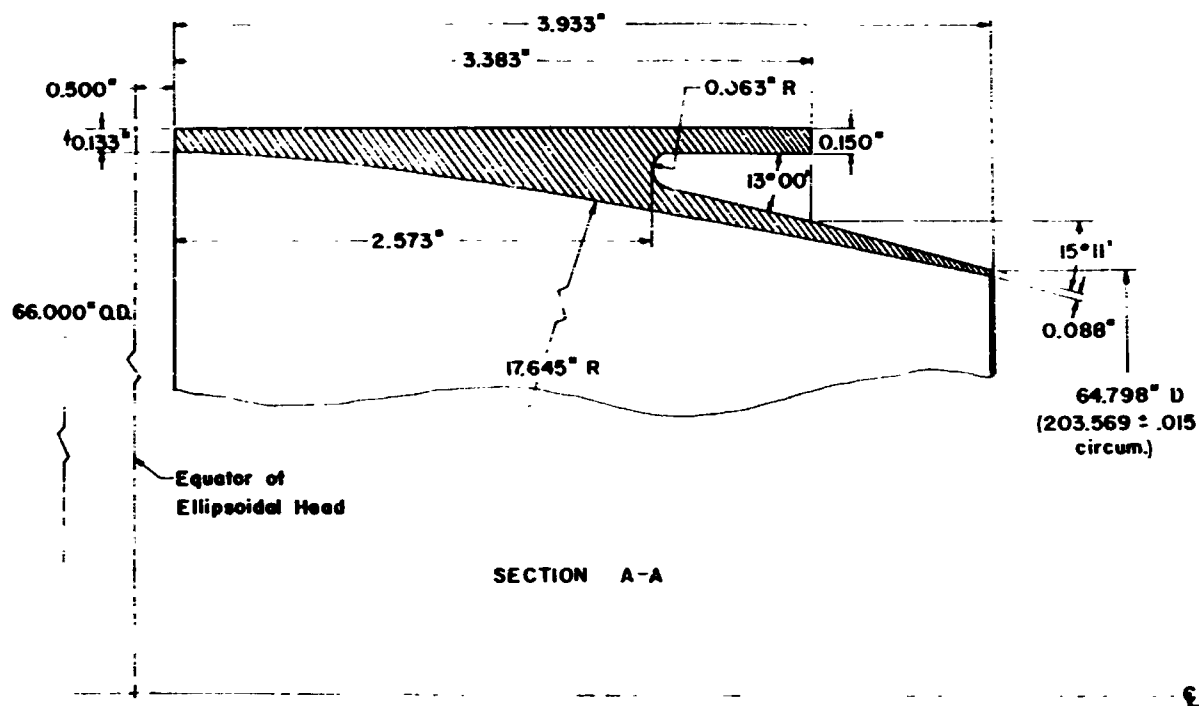 3.933"
3.383"
0.500"
0.063" R
0.133"
0.150"
13°00'
2.573"
15°11'
66.000" O.D.
0.088"
17.645" R
64.798" D
(203.569 ± .015
circum.)
Equator of
Ellipsoidal Head
SECTION A-A
℄